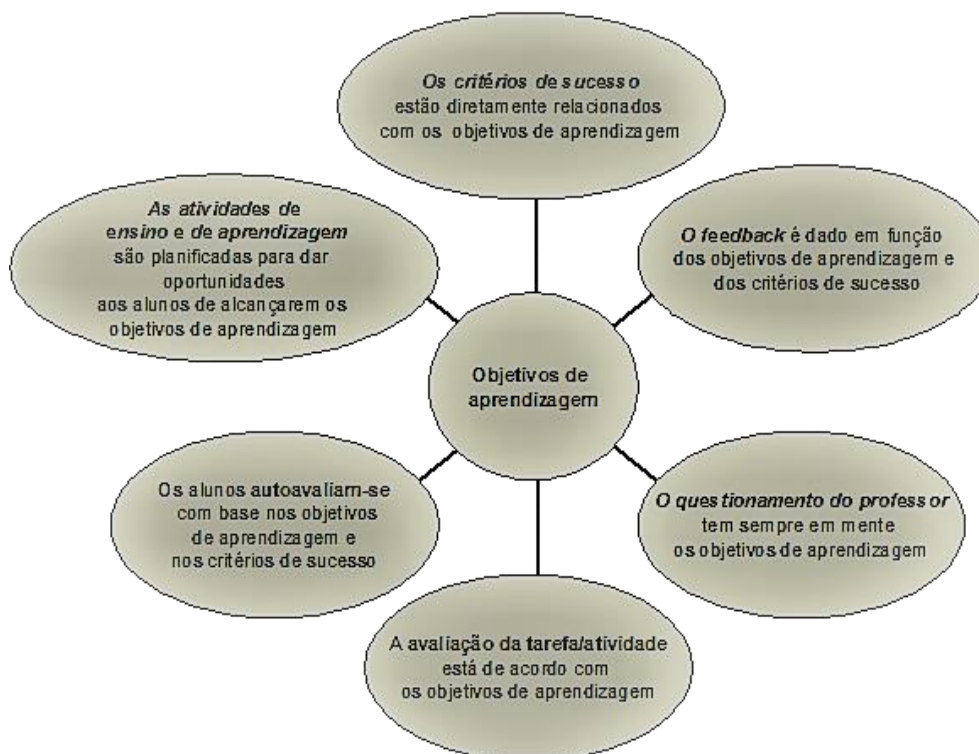 Os critérios de sucesso
estão diretamente relacionados
com os objetivos de aprendizagem
As atividades de
ensino e de aprendizagem
são planificadas para dar
oportunidades
aos alunos de alcançarem os
objetivos de aprendizagem
O feedback é dado em função
dos objetivos de aprendizagem e
dos critérios de sucesso
Objetivos de
aprendizagem
Os alunos autoavaliam-se
com base nos objetivos
de aprendizagem e
nos critérios de sucesso
O questionamento do professor
tem sempre em mente
os objetivos de aprendizagem
A avaliação da tarefa/atividade
está de acordo com
os objetivos de aprendizagem